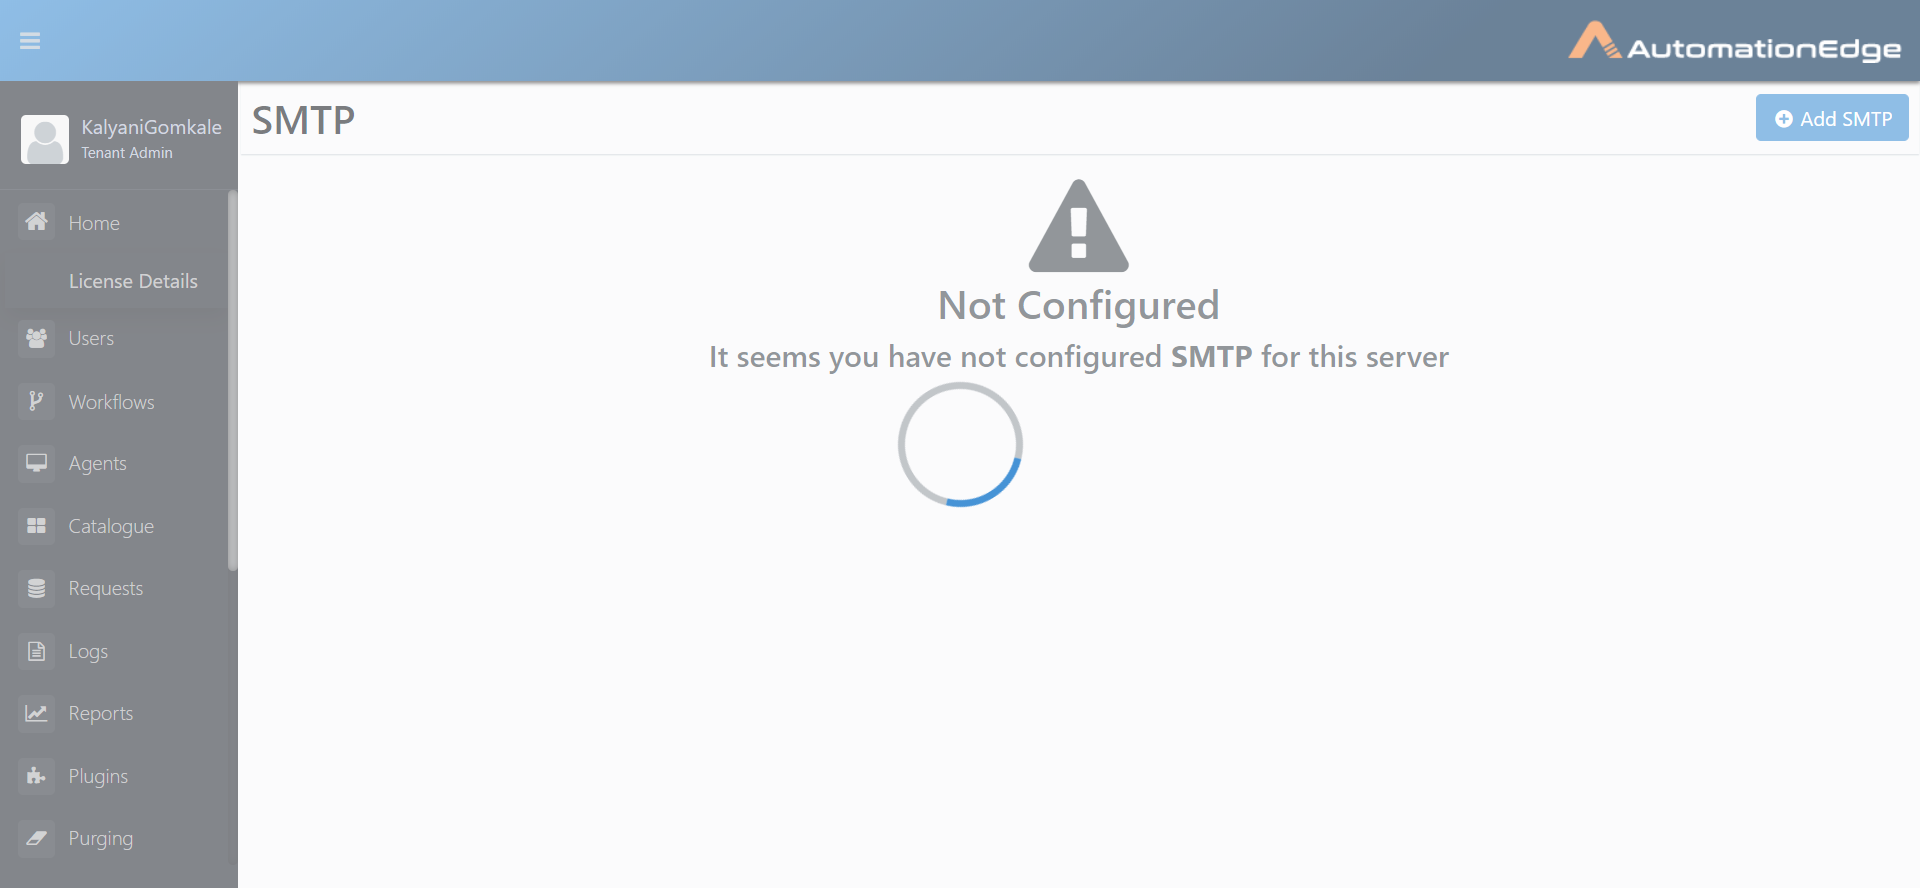 AutomationEdge
KalyaniGomkale
Tenant Admin
SMTP
Add SMTP
Home
License Details
Users
Workflows
Agents
Catalogue
Requests
Logs
Reports
Plugins
Purging
Not Configured
It seems you have not configured SMTP for this server